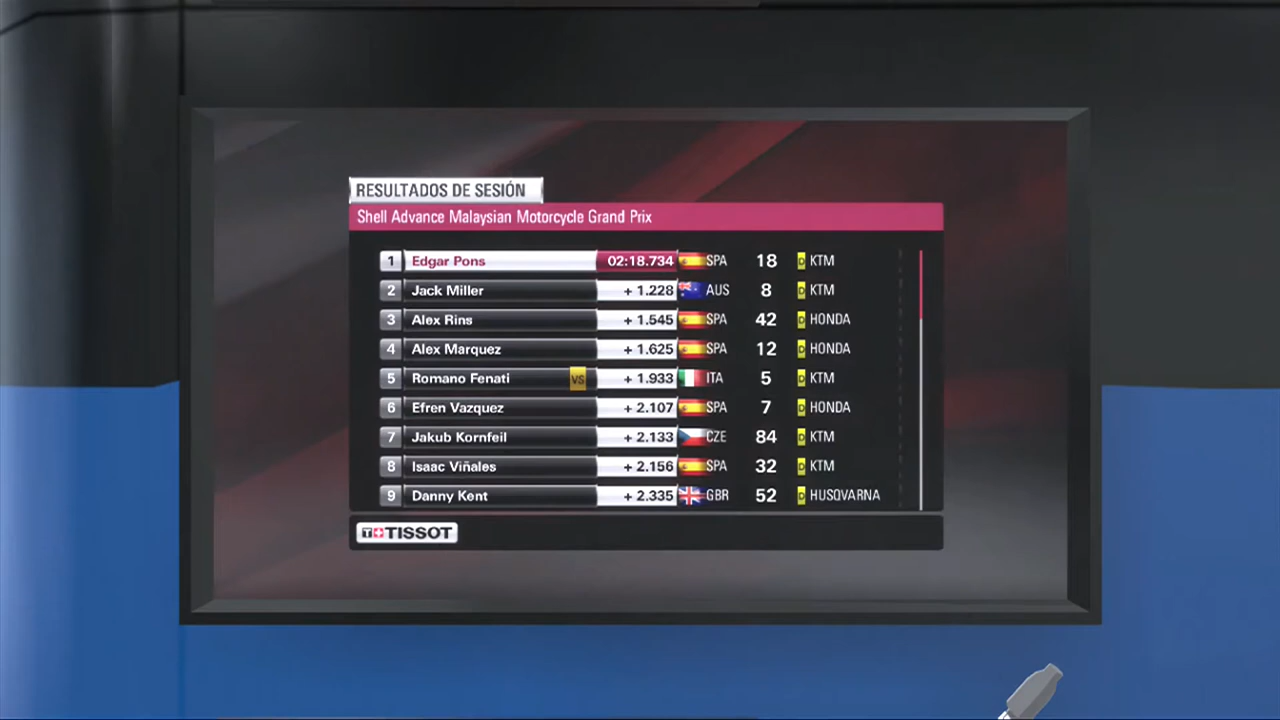 RESULTADOS DE SESIÓN
Shell Advance Malaysian Motorcycle Grand Prix
1 Edgar Pons 02:18.734 SPA 18 D KTM
2 Jack Miller + 1.228 AUS 8 D KTM
3 Alex Rins + 1.545 SPA 42 D HONDA
4 Alex Marquez + 1.625 SPA 12 D HONDA
5 Romano Fenati VS + 1.933 ITA 5 D KTM
6 Efren Vazquez + 2.107 SPA 7 D HONDA
7 Jakub Kornfeil + 2.133 CZE 84 D KTM
8 Isaac Viñales + 2.156 SPA 32 D KTM
9 Danny Kent + 2.335 GBR 52 D HUSQVARNA
T+TISSOT